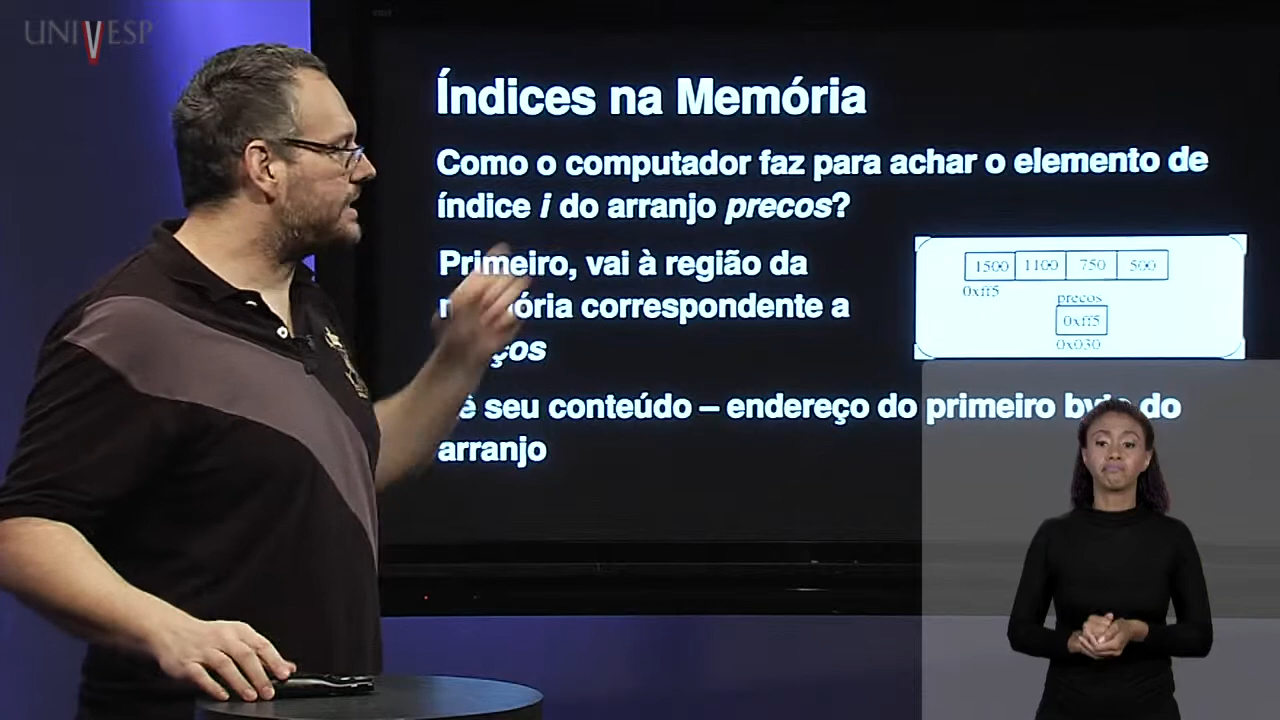 UNIVESP
Índices na Memória
Como o computador faz para achar o elemento de
índice i do arranjo precos?
Primeiro, vai à região da
correspondente a
1500 1100 750 500
0xff5
precos
0xff5
0x030
seu conteúdo – endereço do primeiro byte do
arranjo